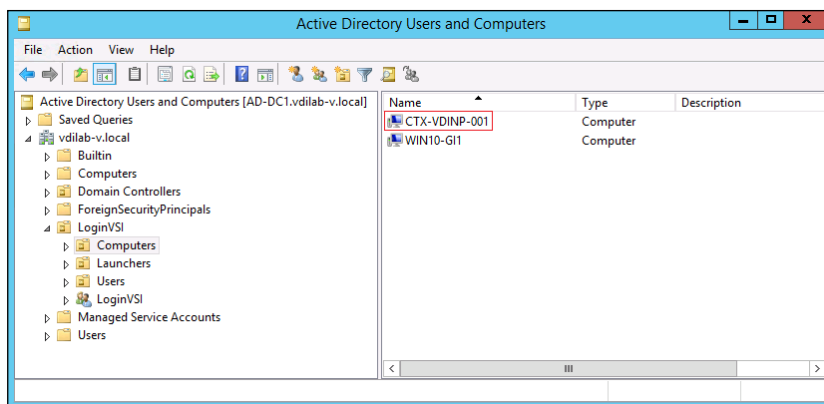 Active Directory Users and Computers
File Action View Help
Active Directory Users and Computers [AD-DC1.vdilab-v.local]
Saved Queries
vdilab-v.local
Builtin
Computers
Domain Controllers
ForeignSecurityPrincipals
LoginVSI
Computers
Launchers
Users
LoginVSI
Managed Service Accounts
Users
Name Type Description
CTX-VDINP-001 Computer
WIN10-GI1 Computer